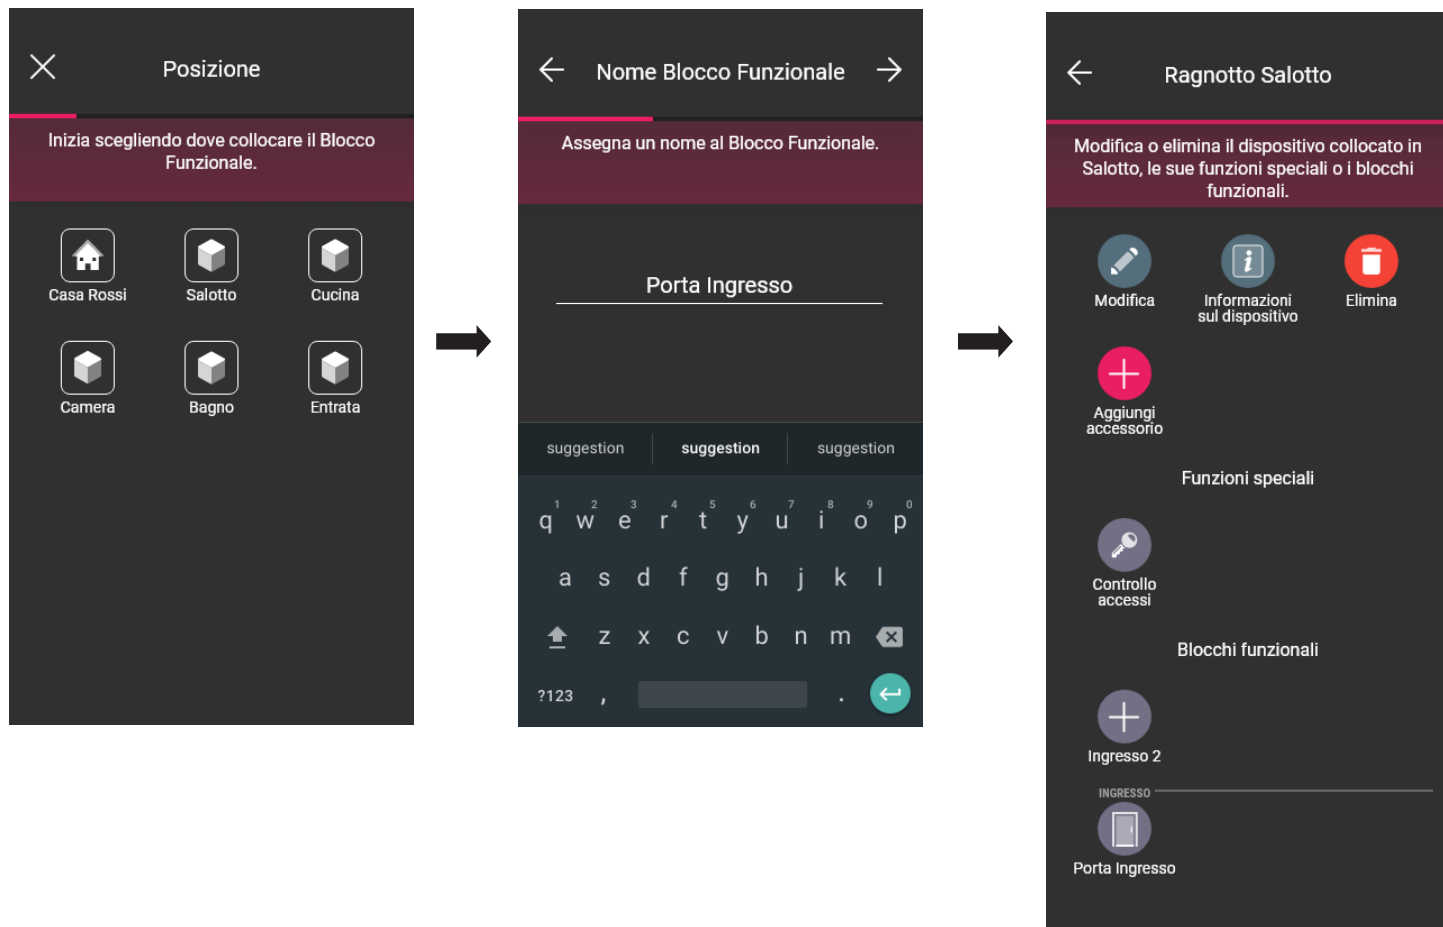 Posizione
Inizia scegliendo dove collocare il Blocco
Funzionale.
Casa Rossi
Salotto
Cucina
Camera
Bagno
Entrata
Nome Blocco Funzionale
Assegna un nome al Blocco Funzionale.
Porta Ingresso
suggestion suggestion suggestion
1 2 3 4 5 6 7 8 9 0
q w e r t y u i o p
a s d f g h j k l
z x c v b n m
?123 , .
Ragnotto Salotto
Modifica o elimina il dispositivo collocato in
Salotto, le sue funzioni speciali o i blocchi
funzionali.
Modifica
Informazioni
sul dispositivo
Elimina
Aggiungi
accessorio
Funzioni speciali
Controllo
accessi
Blocchi funzionali
Ingresso 2
INGRESSO
Porta Ingresso